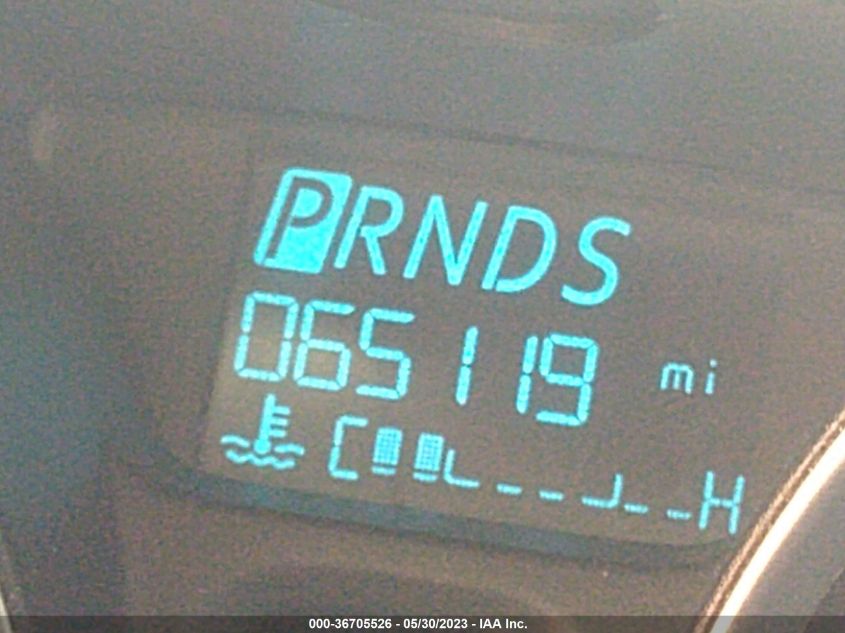 PRNDS
065119 mi
C H
000-36705526 - 05/30/2023 - IAA Inc.